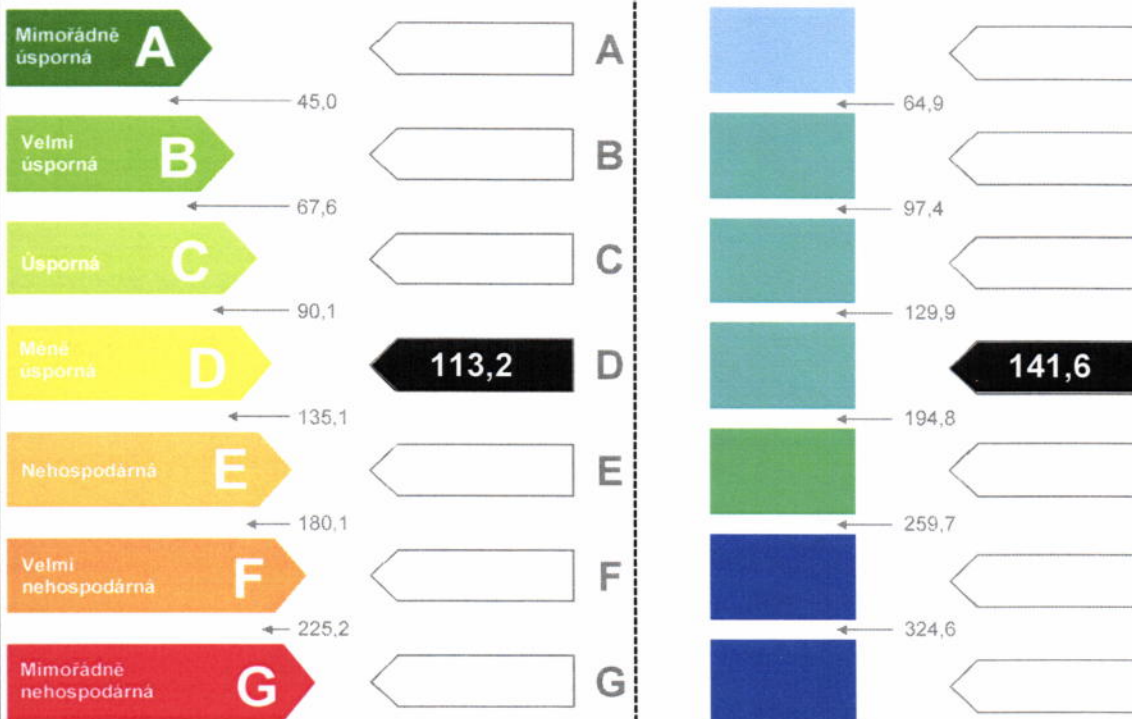 Mimořádně
úsporná
A
A
45,0
64,9
Velmi
úsporná
B
B
67,6
97,4
Úsporná
C
C
90,1
129,9
Méně
úsporná
D
113,2
D
141,6
135,1
194,8
Nehospodárná
E
E
180,1
259,7
Velmi
nehospodárná
F
F
225,2
324,6
Mimořádně
nehospodárná
G
G